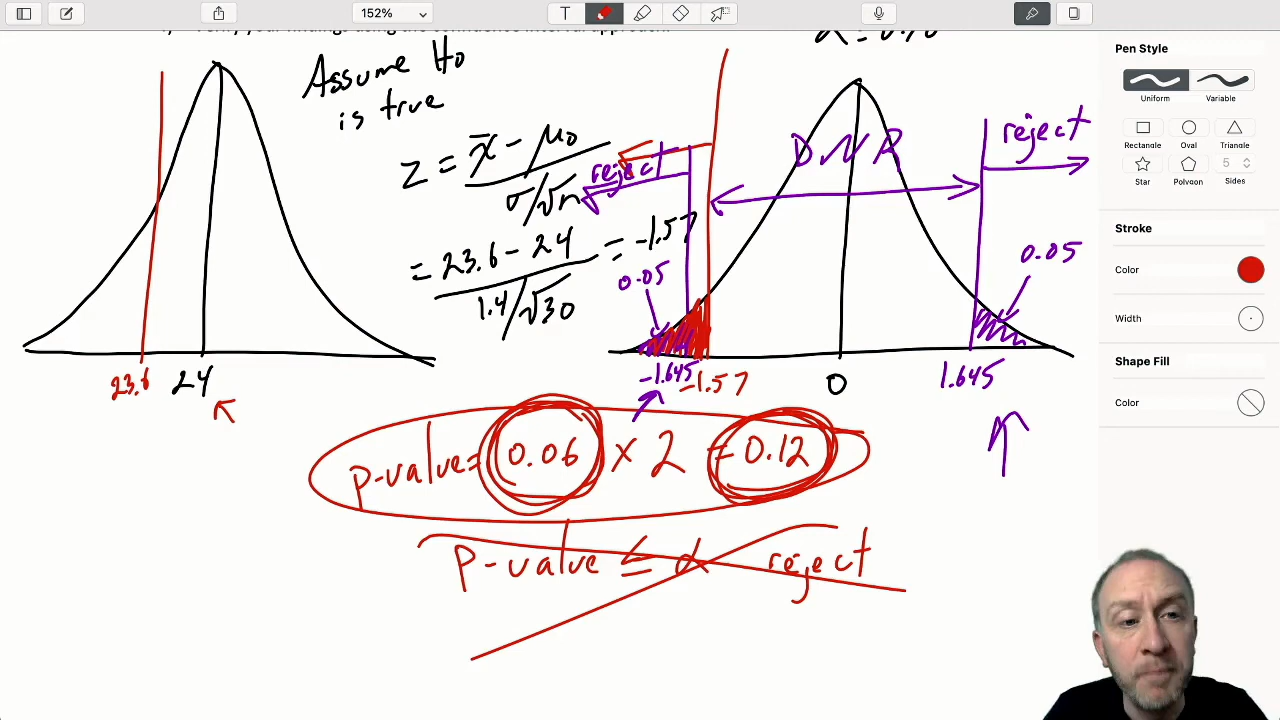 152%
T
Assume Ho
is true
Z = x̄ - μ0
σ/√n
= 23.6 - 24 = -1.57
1.4/√30
23.6 24
reject
0.05
DNR
reject
0.05
-1.645 -1.57 0 1.645
p-value = 0.06 x 2 = 0.12
p-value ≤ α reject
Pen Style
Uniform Variable
Rectangle Oval Triangle
Star Polygon 5 Sides
Stroke
Color
Width
Shape Fill
Color